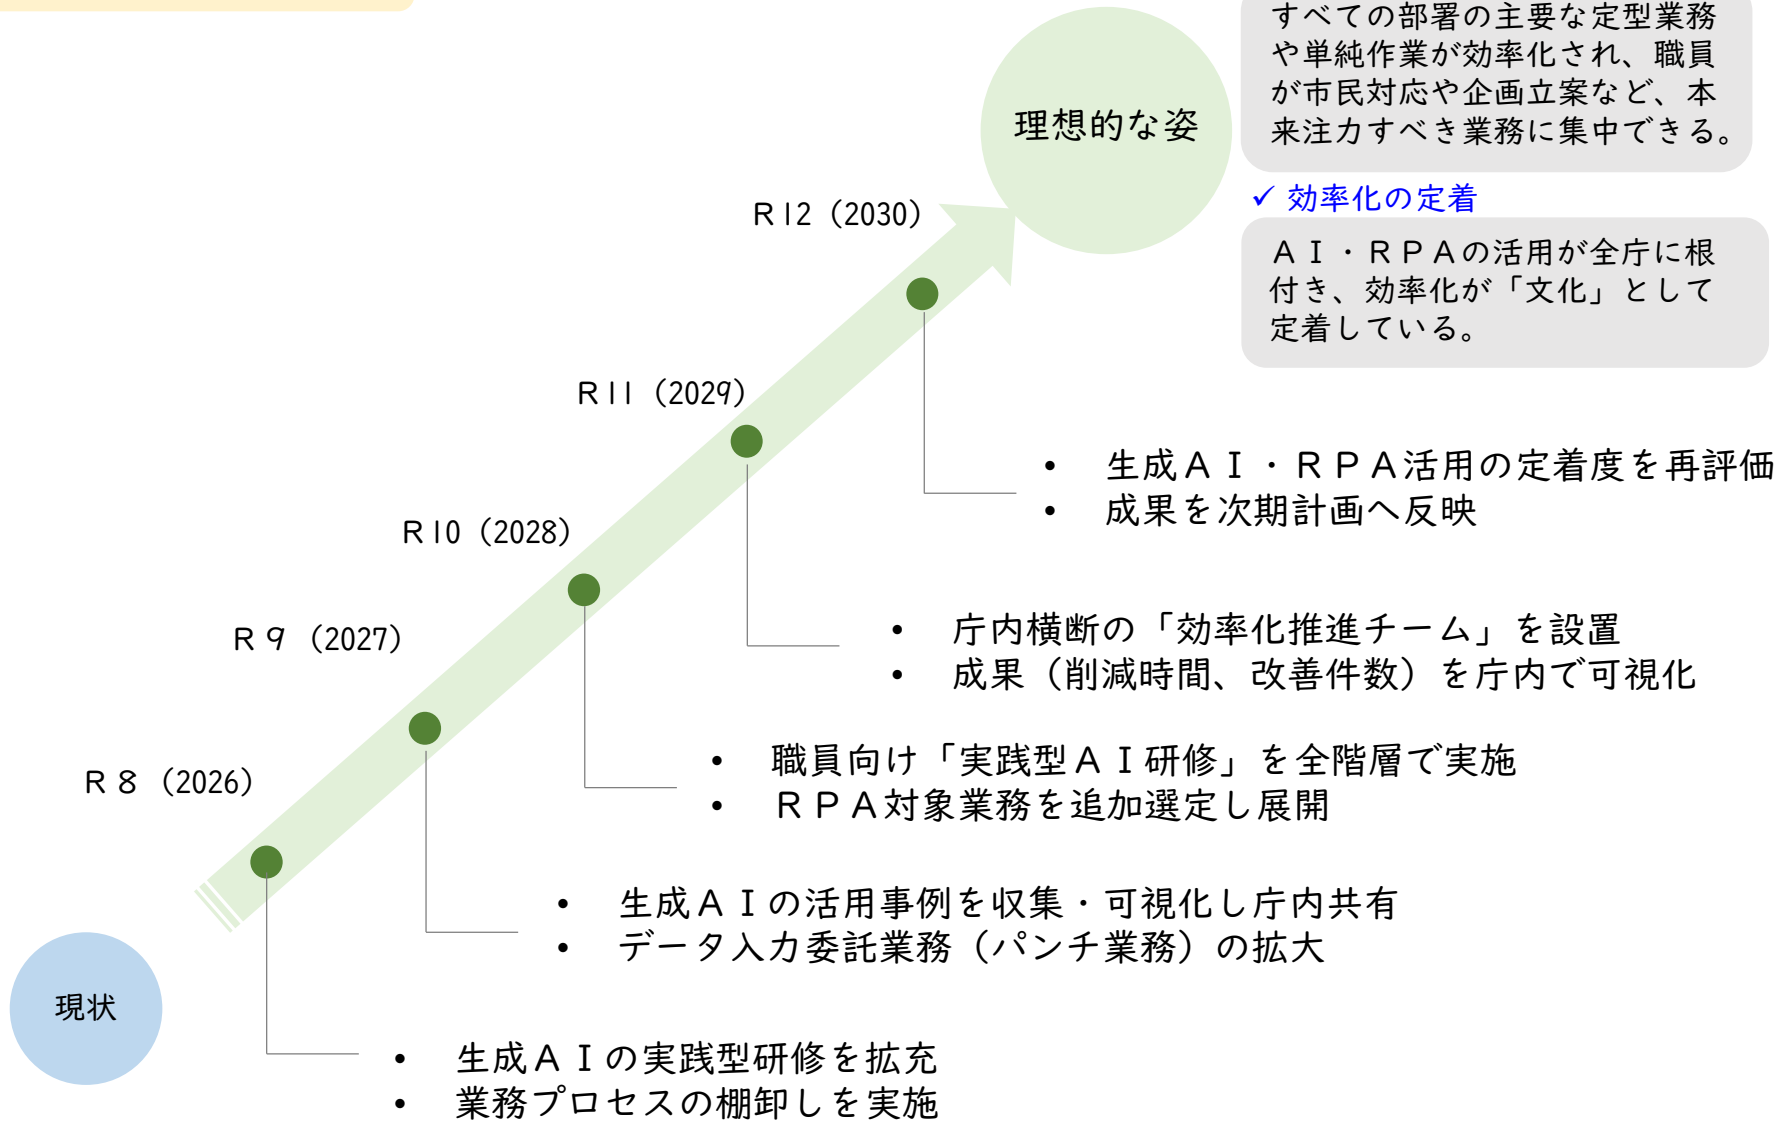 すべての部署の主要な定型業務
や単純作業が効率化され、職員
が市民対応や企画立案など、本
来注力すべき業務に集中できる。
理想的な姿
✓ 効率化の定着
ＡＩ・ＲＰＡの活用が全庁に根
付き、効率化が「文化」として
定着している。
Ｒ12（2030）
• 生成ＡＩ・ＲＰＡ活用の定着度を再評価
• 成果を次期計画へ反映
Ｒ11（2029）
• 庁内横断の「効率化推進チーム」を設置
• 成果（削減時間、改善件数）を庁内で可視化
Ｒ10（2028）
• 職員向け「実践型ＡＩ研修」を全階層で実施
• ＲＰＡ対象業務を追加選定し展開
Ｒ９（2027）
• 生成ＡＩの活用事例を収集・可視化し庁内共有
• データ入力委託業務（パンチ業務）の拡大
Ｒ８（2026）
• 生成ＡＩの実践型研修を拡充
• 業務プロセスの棚卸しを実施
現状